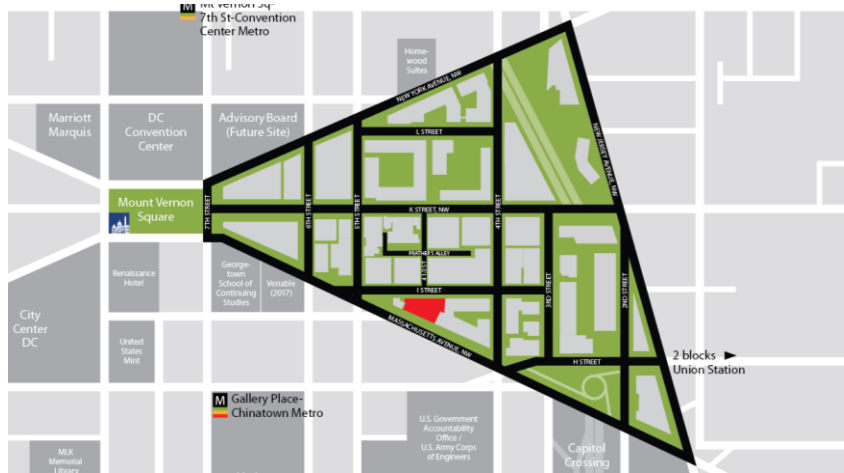 M Mt Vernon Sq-
7th St-Convention
Center Metro
Home-
wood
Suites
NEW YORK AVENUE, NW
Marriott
Marquis
DC
Convention
Center
Advisory Board
(Future Site)
L STREET
NEW JERSEY AVENUE, NW
Mount Vernon
Square
7TH STREET
6TH STREET
5TH STREET
K STREET, NW
4TH STREET
PRATHER'S ALLEY
4 1/2 ST.
I STREET
3RD STREET
2ND STREET
Renaissance
Hotel
George-
town
School of
Continuing
Studies
Venable
(2017)
City
Center
DC
United
States
Mint
MASSACHUSETTS AVENUE, NW
H STREET
2 blocks
Union Station
M Gallery Place-
Chinatown Metro
U.S. Government
Accountability
Office /
U.S. Army Corps
of Engineers
Capitol
Crossing
MLK
Memorial
Library